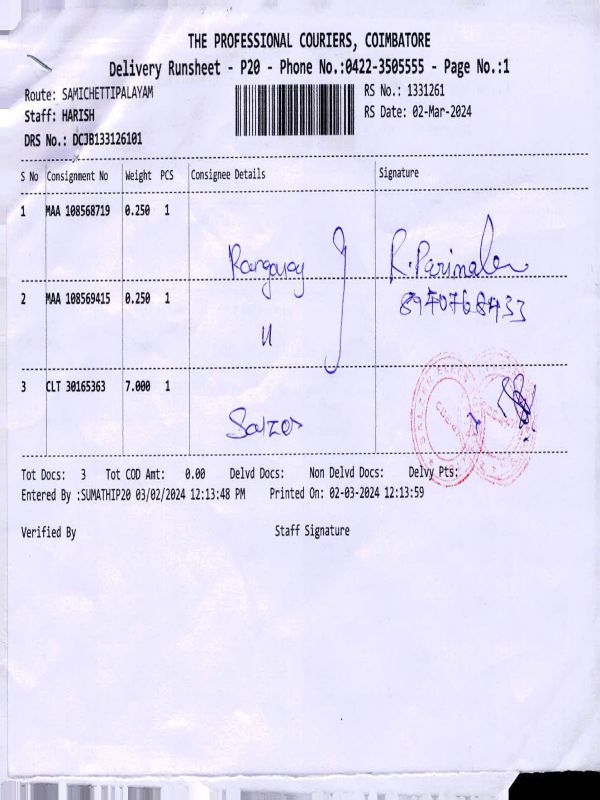 THE PROFESSIONAL COURIERS, COIMBATORE
Delivery Runsheet - P20 - Phone No.:0422-3505555 - Page No.:1
Route: SAMICHETTIPALAYAM
RS No.: 1331261
Staff: HARISH
RS Date: 02-Mar-2024
DRS No.: DCJB133126101
S No Consignment No Weight PCS Consignee Details Signature
1 MAA 108568719 0.250 1
R.Parimala
2 MAA 108569415 0.250 1
8940768433
11
3 CLT 30165363 7.000 1
Tot Docs: 3 Tot COD Amt: 0.00 Delvd Docs: Non Delvd Docs: Delvy Pts:
Entered By :SUMATHIP20 03/02/2024 12:13:48 PM Printed On: 02-03-2024 12:13:59
Verified By Staff Signature